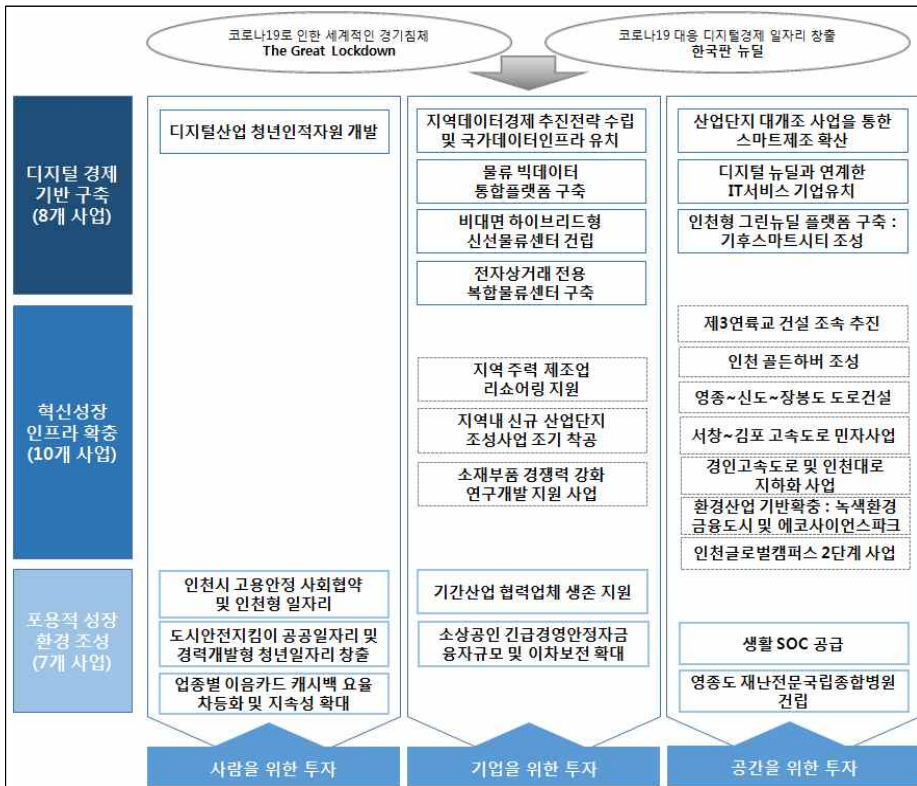 코로나19로 인한 세계적인 경기침체
The Great Lockdown
코로나19 대응 디지털경제 일자리 창출
한국판 뉴딜
디지털 경제
기반 구축
(8개 사업)
디지털산업 청년인적자원 개발
지역데이터경제 추진전략 수립
및 국가데이터인프라 유치
물류 빅데이터
통합플랫폼 구축
비대면 하이브리드형
신선물류센터 건립
전자상거래 전용
복합물류센터 구축
산업단지 대개조 사업을 통한
스마트제조 확산
디지털 뉴딜과 연계한
IT서비스 기업유치
인천형 그린뉴딜 플랫폼 구축 :
기후스마트시티 조성
혁신성장
인프라 확충
(10개 사업)
지역 주력 제조업
리쇼어링 지원
지역내 신규 산업단지
조성사업 조기 착공
소재부품 경쟁력 강화
연구개발 지원 사업
제3연륙교 건설 조속 추진
인천 골든하버 조성
영종~신도~장봉도 도로건설
서창~김포 고속도로 민자사업
경인고속도로 및 인천대로
지하화 사업
환경산업 기반확충 : 녹색환경
금융도시 및 에코사이언스파크
인천글로벌캠퍼스 2단계 사업
포용적 성장
환경 조성
(7개 사업)
인천시 고용안정 사회협약
및 인천형 일자리
도시안전지킴이 공공일자리 및
경력개발형 청년일자리 창출
업종별 이음카드 캐시백 요율
차등화 및 지속성 확대
기간산업 협력업체 생존 지원
소상공인 긴급경영안정자금
융자규모 및 이차보전 확대
생활 SOC 공급
영종도 재난전문국립종합병원
건립
사람을 위한 투자
기업을 위한 투자
공간을 위한 투자